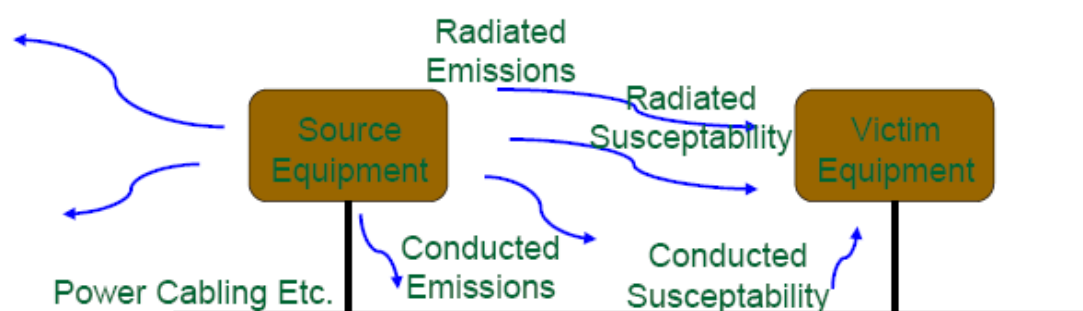 Radiated
Emissions
Radiated
Susceptability
Source
Equipment
Victim
Equipment
Conducted
Emissions
Conducted
Susceptability
Power Cabling Etc.